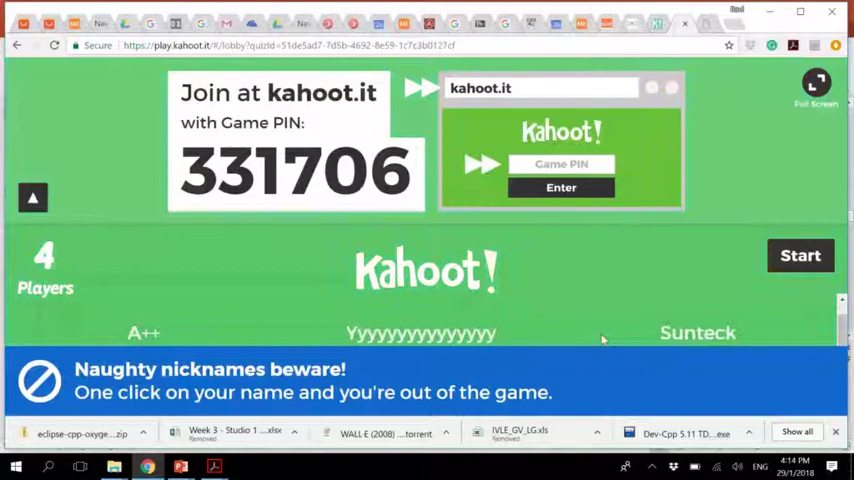 Secure
https://play.kahoot.it/#/lobby?quizId=51de5ad7-7d5b-4692-8e59-1c7c3b0127cf
Join at kahoot.it
with Game PIN:
331706
kahoot.it
Kahoot!
Game PIN
Enter
Full Screen
4
Players
Kahoot!
Start
A++
Yyyyyyyyyyyyyyy
Sunteck
Naughty nicknames beware!
One click on your name and you're out of the game.
eclipse-cpp-oxyge....zip
Week 3 - Studio 1 ....xlsx
Removed
WALL·E (2008) ....torrent
IVLE_GV_LG.xls
Removed
Dev-Cpp 5.11 TD....exe
Show all
ENG
4:14 PM
29/1/2018